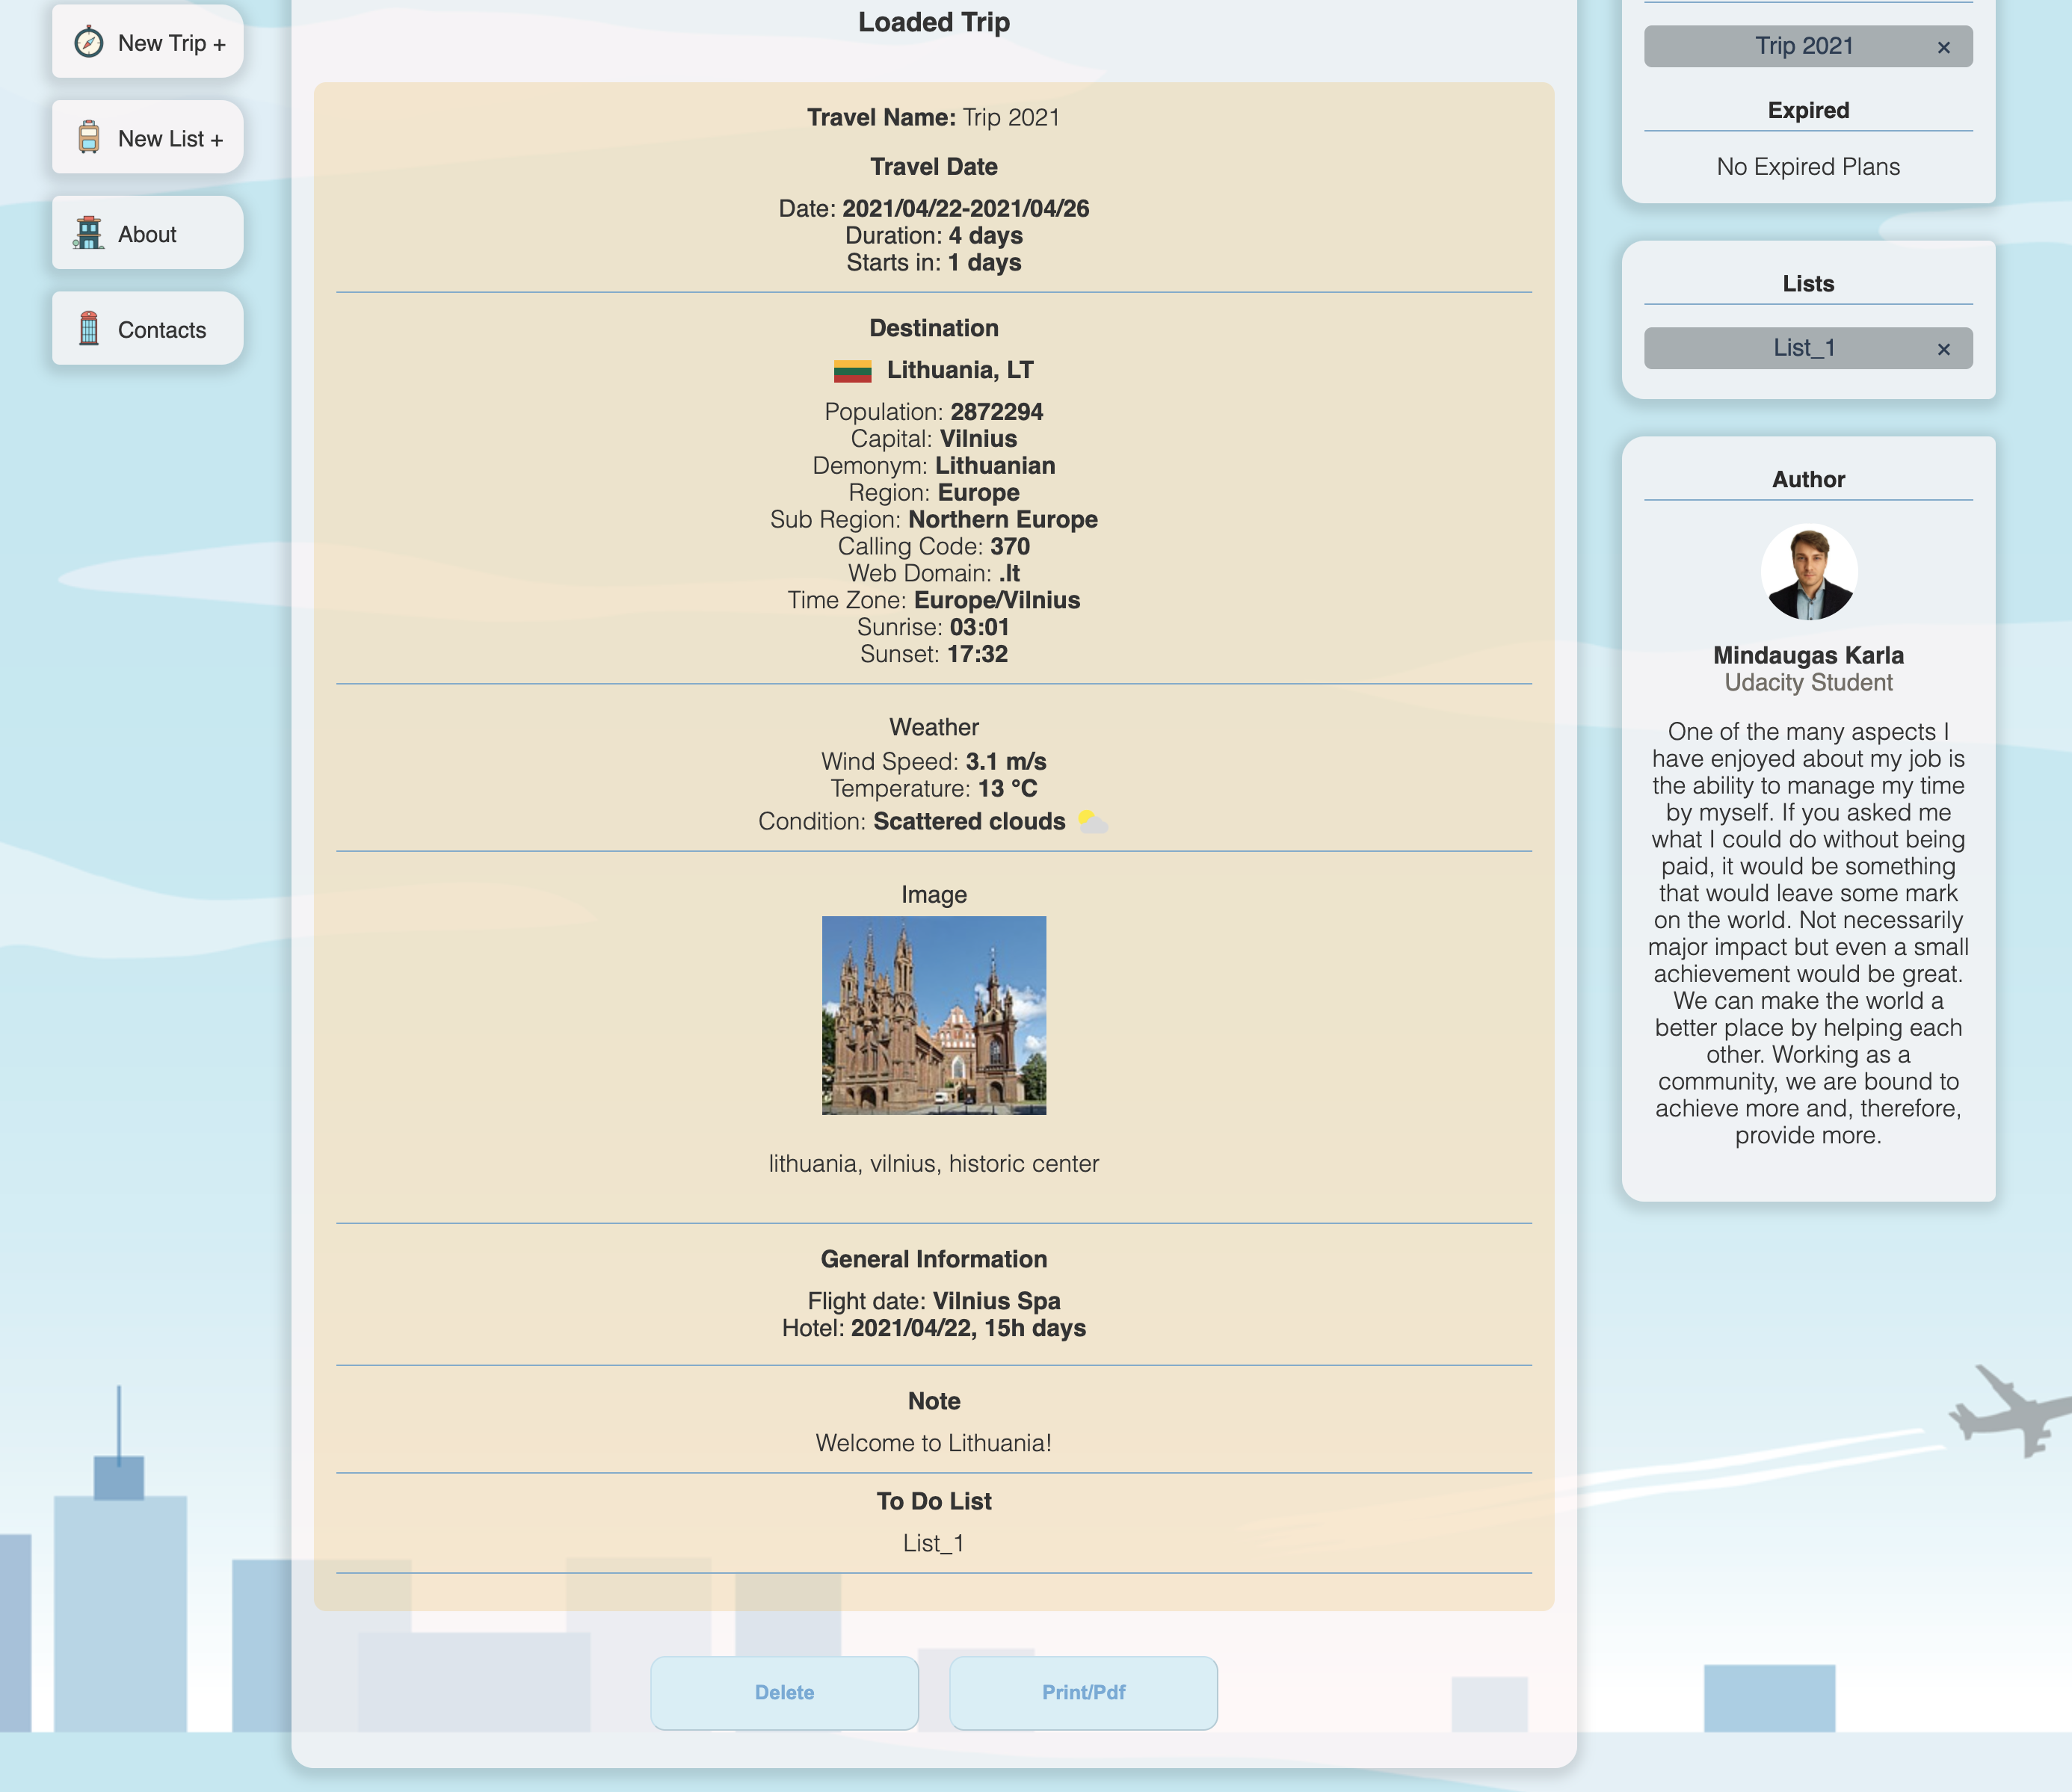 New Trip +
New List +
About
Contacts
Loaded Trip
Travel Name: Trip 2021
Travel Date
Date: 2021/04/22-2021/04/26
Duration: 4 days
Starts in: 1 days
Destination
Lithuania, LT
Population: 2872294
Capital: Vilnius
Demonym: Lithuanian
Region: Europe
Sub Region: Northern Europe
Calling Code: 370
Web Domain: .lt
Time Zone: Europe/Vilnius
Sunrise: 03:01
Sunset: 17:32
Weather
Wind Speed: 3.1 m/s
Temperature: 13 °C
Condition: Scattered clouds
Image
lithuania, vilnius, historic center
General Information
Flight date: Vilnius Spa
Hotel: 2021/04/22, 15h days
Note
Welcome to Lithuania!
To Do List
List_1
Delete
Print/Pdf
Trip 2021 ×
Expired
No Expired Plans
Lists
List_1 ×
Author
Mindaugas Karla
Udacity Student
One of the many aspects I
have enjoyed about my job is
the ability to manage my time
by myself. If you asked me
what I could do without being
paid, it would be something
that would leave some mark
on the world. Not necessarily
major impact but even a small
achievement would be great.
We can make the world a
better place by helping each
other. Working as a
community, we are bound to
achieve more and, therefore,
provide more.